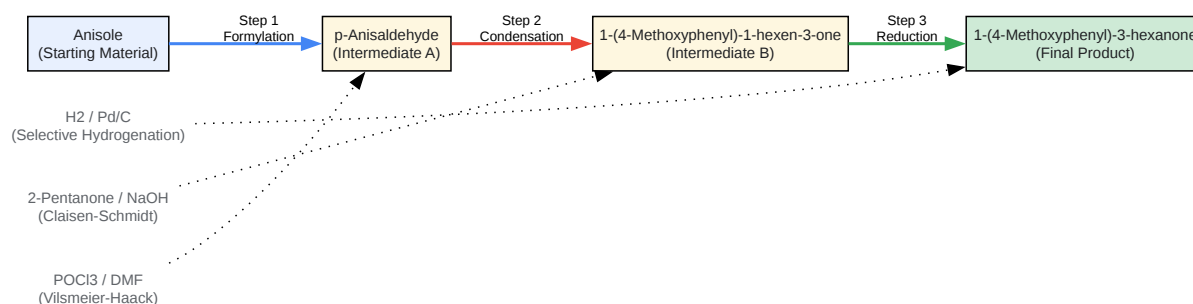 Anisole
(Starting Material)
Step 1
Formylation
p-Anisaldehyde
(Intermediate A)
Step 2
Condensation
1-(4-Methoxyphenyl)-1-hexen-3-one
(Intermediate B)
Step 3
Reduction
1-(4-Methoxyphenyl)-3-hexanone
(Final Product)
H2 / Pd/C
(Selective Hydrogenation)
2-Pentanone / NaOH
(Claisen-Schmidt)
POCl3 / DMF
(Vilsmeier-Haack)